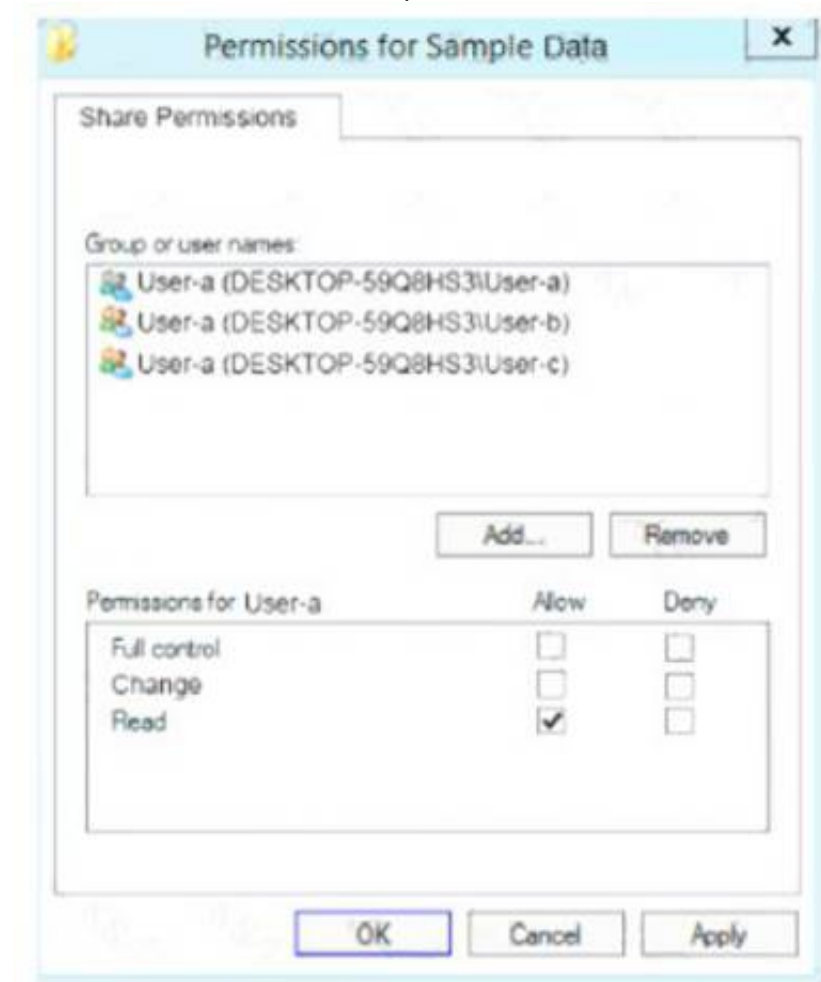 Permissions for Sample Data
x
Share Permissions
Group or user names:
User-a (DESKTOP-59Q8HS3\User-a)
User-a (DESKTOP-59Q8HS3\User-b)
User-a (DESKTOP-59Q8HS3\User-c)
Add... Remove
Permissions for User-a Allow Deny
Full control
Change
Read
OK Cancel Apply